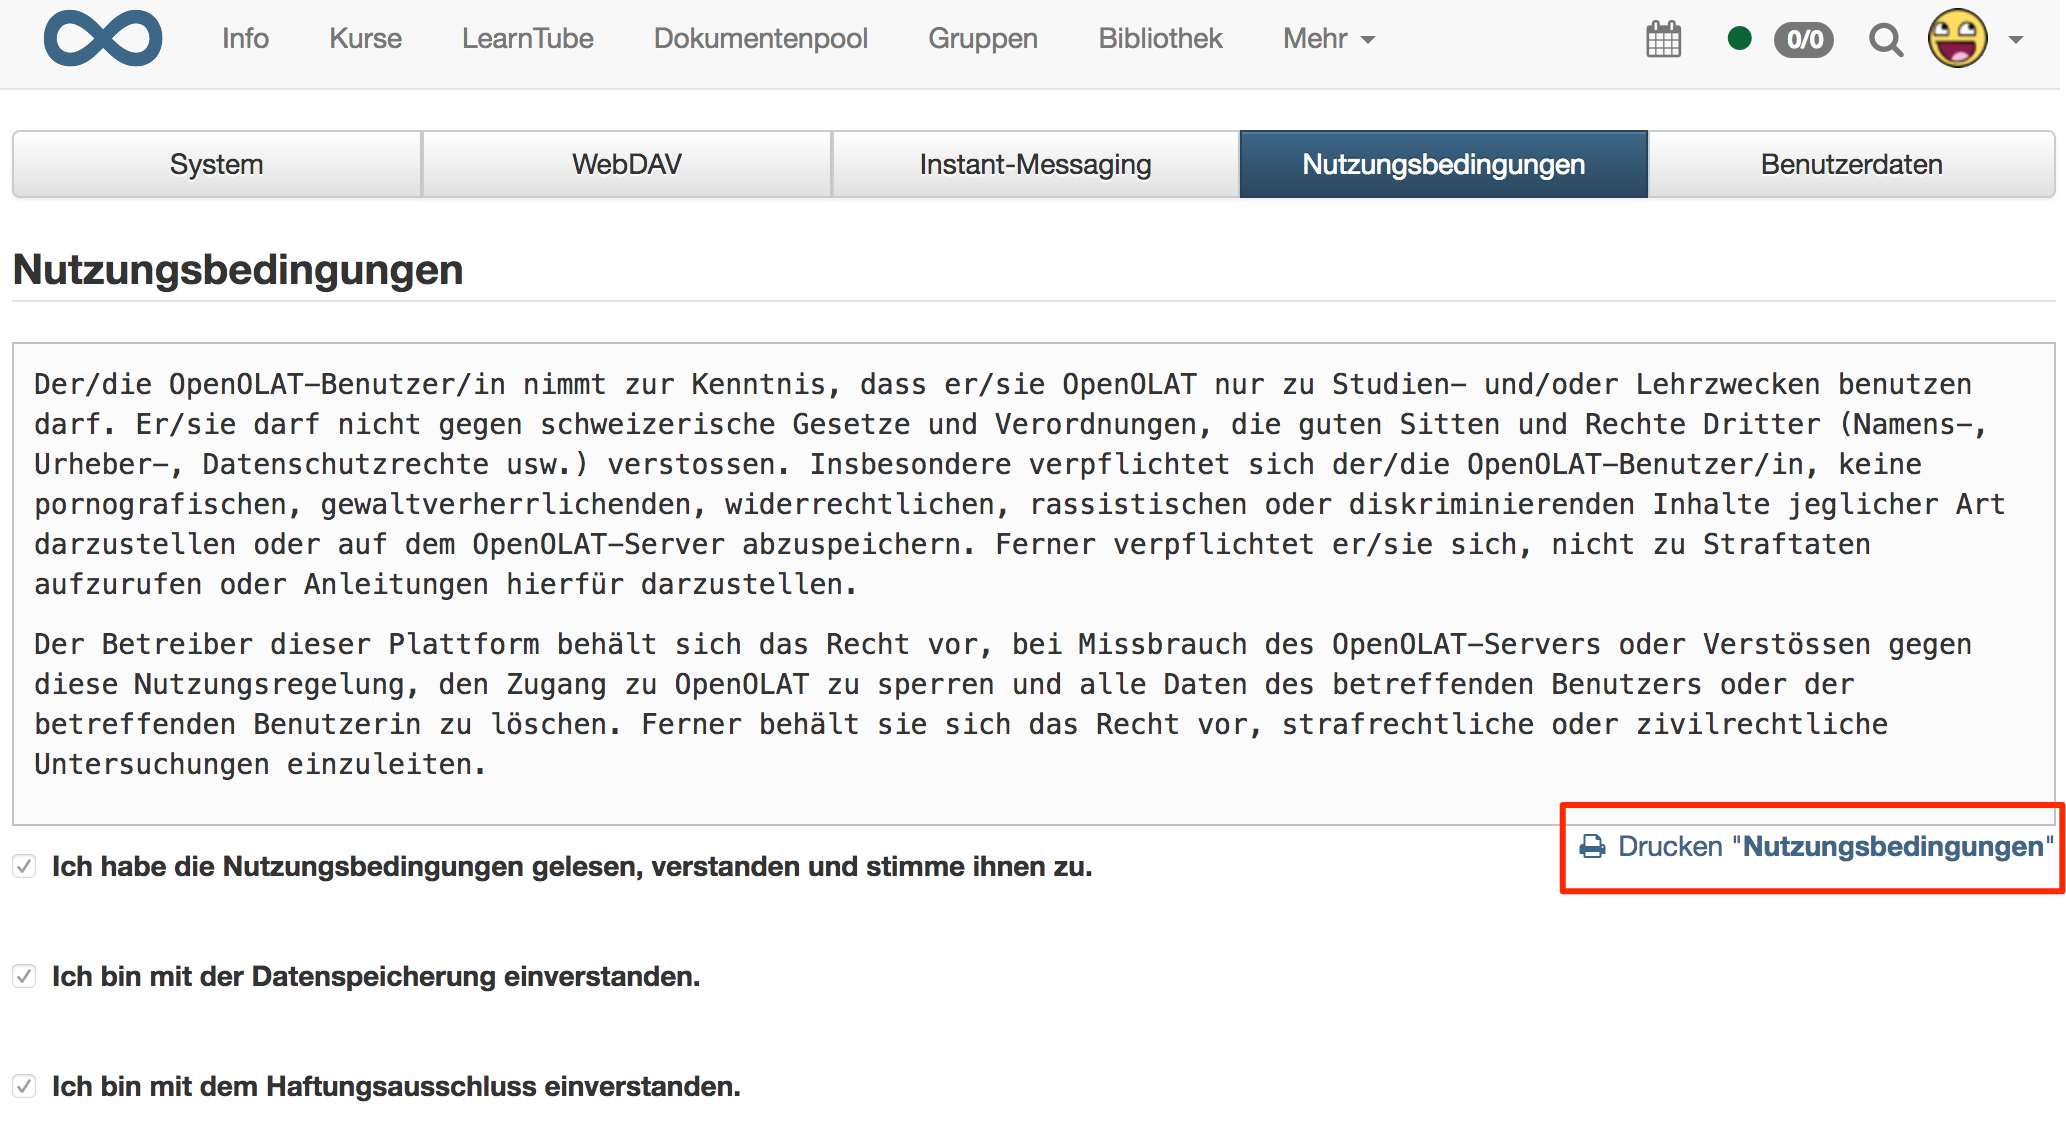 Info Kurse LearnTube Dokumentenpool Gruppen Bibliothek Mehr 0/0
System WebDAV Instant-Messaging Nutzungsbedingungen Benutzerdaten
Nutzungsbedingungen
Der/die OpenOLAT-Benutzer/in nimmt zur Kenntnis, dass er/sie OpenOLAT nur zu Studien- und/oder Lehrzwecken benutzen
darf. Er/sie darf nicht gegen schweizerische Gesetze und Verordnungen, die guten Sitten und Rechte Dritter (Namens-,
Urheber-, Datenschutzrechte usw.) verstossen. Insbesondere verpflichtet sich der/die OpenOLAT-Benutzer/in, keine
pornografischen, gewaltverherrlichenden, widerrechtlichen, rassistischen oder diskriminierenden Inhalte jeglicher Art
darzustellen oder auf dem OpenOLAT-Server abzuspeichern. Ferner verpflichtet er/sie sich, nicht zu Straftaten
aufzurufen oder Anleitungen hierfür darzustellen.
Der Betreiber dieser Plattform behält sich das Recht vor, bei Missbrauch des OpenOLAT-Servers oder Verstössen gegen
diese Nutzungsregelung, den Zugang zu OpenOLAT zu sperren und alle Daten des betreffenden Benutzers oder der
betreffenden Benutzerin zu löschen. Ferner behält sie sich das Recht vor, strafrechtliche oder zivilrechtliche
Untersuchungen einzuleiten.
Drucken "Nutzungsbedingungen"
Ich habe die Nutzungsbedingungen gelesen, verstanden und stimme ihnen zu.
Ich bin mit der Datenspeicherung einverstanden.
Ich bin mit dem Haftungsausschluss einverstanden.